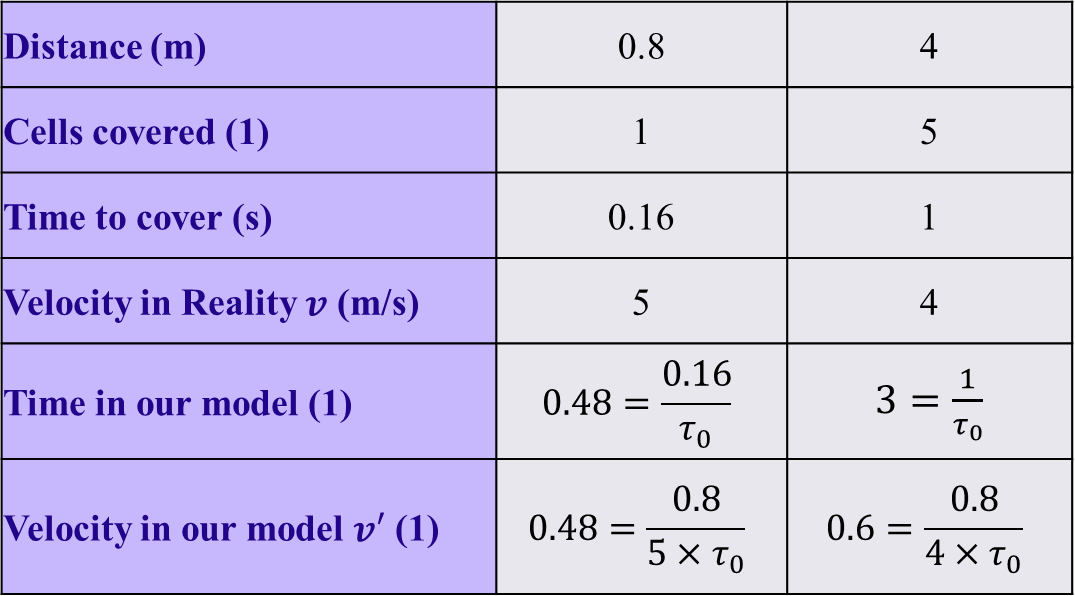 Distance (m) 0.8 4
Cells covered (1) 1 5
Time to cover (s) 0.16 1
Velocity in Reality 𝒗 (m/s) 5 4
Time in our model (1) 0.48 = 0.16/τ₀ 3 = 1/τ₀
Velocity in our model 𝒗′ (1) 0.48 = 0.8/(5 × τ₀) 0.6 = 0.8/(4 × τ₀)